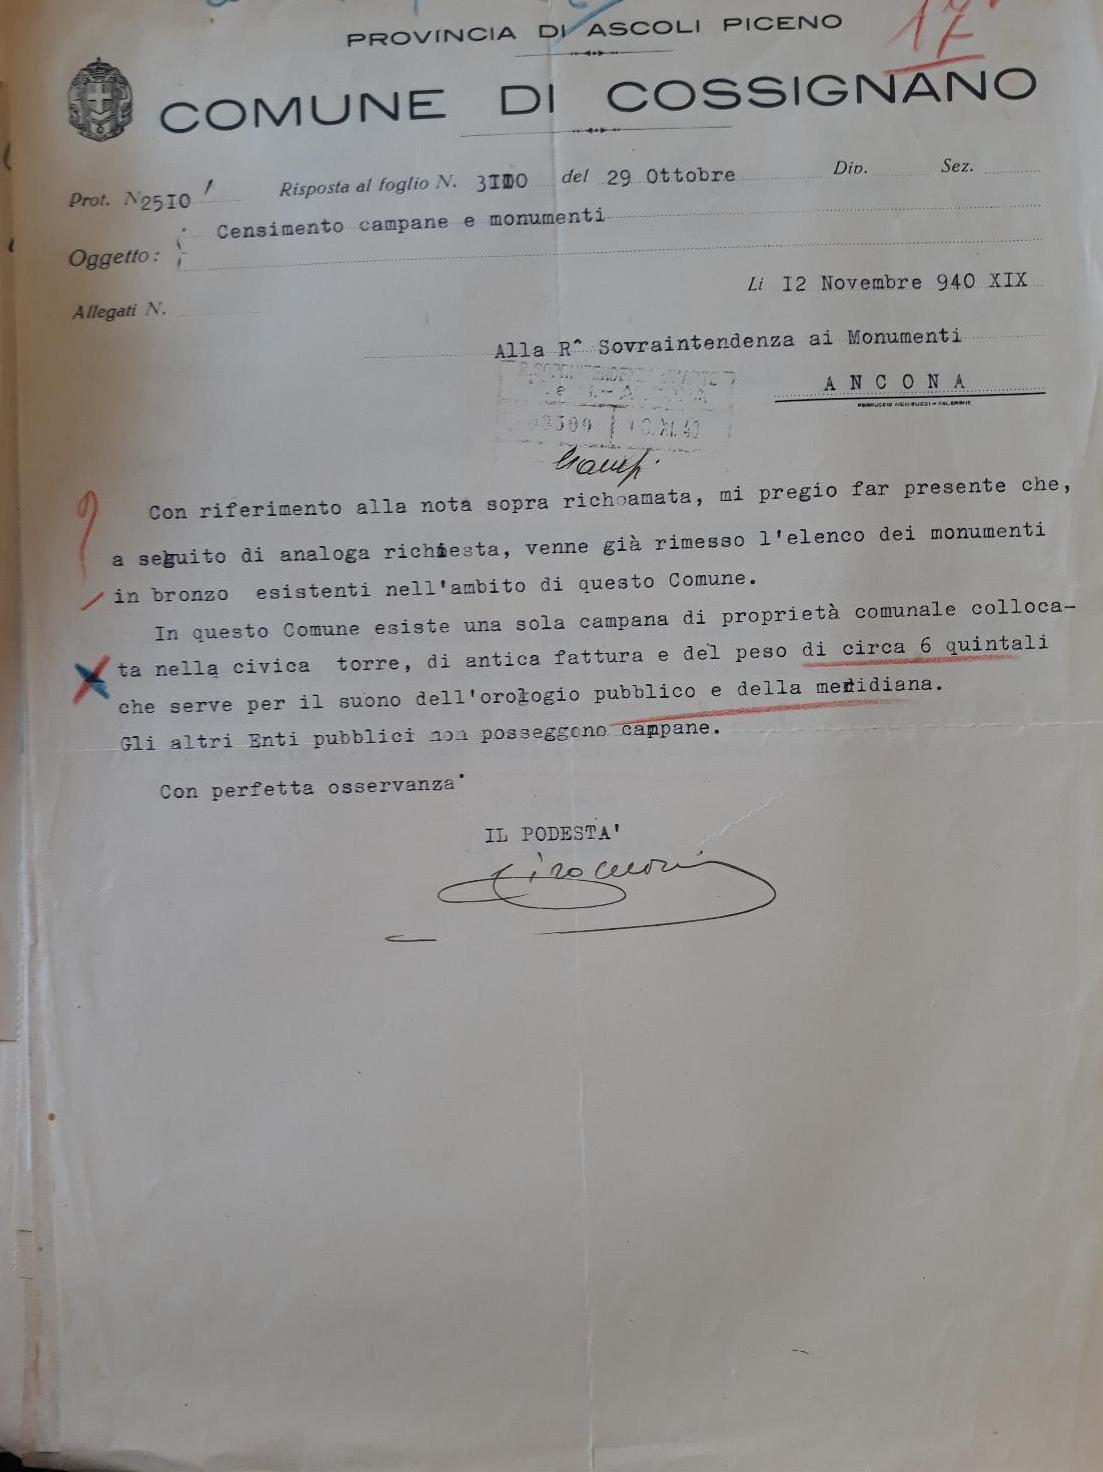 17
PROVINCIA DI ASCOLI PICENO
COMUNE DI COSSIGNANO
Prot. N 25IO Risposta al foglio N. 3IIO del 29 Ottobre Div. Sez.
Oggetto: Censimento campane e monumenti
Allegati N.
Li I2 Novembre 940 XIX
Alla R^ Sovraintendenza ai Monumenti
ANCONA
Con riferimento alla nota sopra richoamata, mi pregio far presente che,
a seguito di analoga richiesta, venne già rimesso l'elenco dei monumenti
in bronzo esistenti nell'ambito di questo Comune.
In questo Comune esiste una sola campana di proprietà comunale colloca-
ta nella civica torre, di antica fattura e del peso di circa 6 quintali
che serve per il suono dell'orologio pubblico e della meridiana.
Gli altri Enti pubblici non posseggono campane.
Con perfetta osservanza
IL PODESTA'